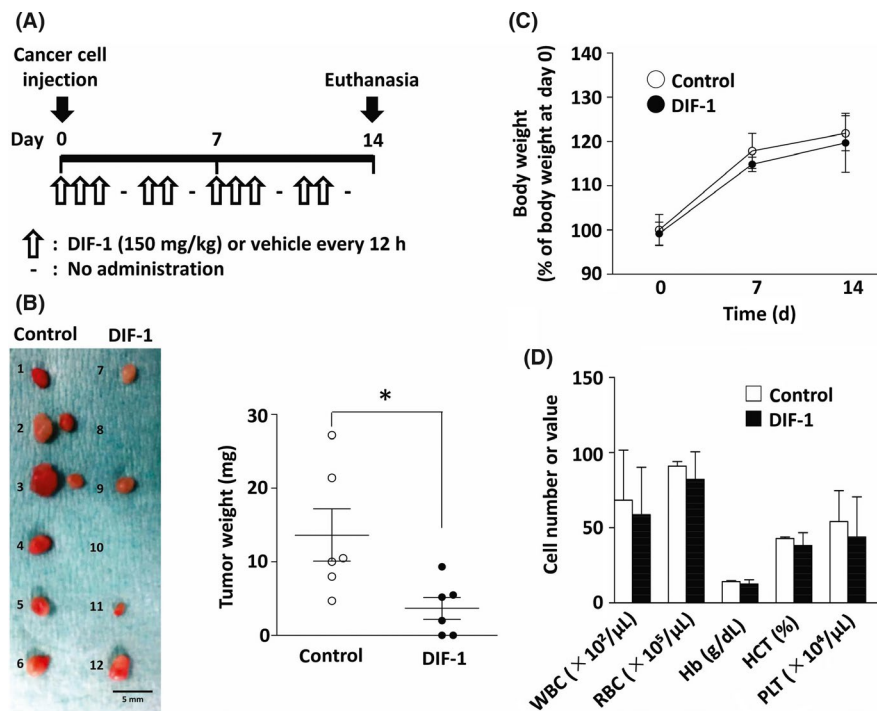 (A)
Cancer cell
injection
Euthanasia
Day 0 7 14
- - - -
: DIF-1 (150 mg/kg) or vehicle every 12 h
- : No administration
(B)
Control DIF-1
1 7
2 8
3 9
4 10
5 11
6 12
5 mm
*
30
20
10
0
Tumor weight (mg)
Control DIF-1
(C)
Control
DIF-1
120
110
100
90
Body weight
(% of body weight at day 0)
0 7 14
Time (d)
(D)
Control
DIF-1
150
100
50
0
Cell number or value
WBC (×10²/μL)
RBC (×10⁵/μL)
Hb (g/dL)
HCT (%)
PLT (×10⁴/μL)